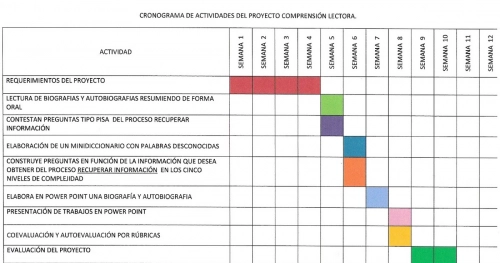 CRONOGRAMA DE ACTIVIDADES DEL PROYECTO COMPRENSIÓN LECTORA.
ACTIVIDAD
SEMANA 1
SEMANA 2
SEMANA 3
SEMANA 4
SEMANA 5
SEMANA 6
SEMANA 7
SEMANA 8
SEMANA 9
SEMANA 10
SEMANA 11
SEMANA 12
REQUERIMIENTOS DEL PROYECTO
LECTURA DE BIOGRAFIAS Y AUTOBIOGRAFIAS RESUMIENDO DE FORMA
ORAL
CONTESTAN PREGUNTAS TIPO PISA DEL PROCESO RECUPERAR
INFORMACIÓN
ELABORACIÓN DE UN MINIDICCIONARIO CON PALABRAS DESCONOCIDAS
CONSTRUYE PREGUNTAS EN FUNCIÓN DE LA INFORMACIÓN QUE DESEA
OBTENER DEL PROCESO RECUPERAR INFORMACIÓN EN LOS CINCO
NIVELES DE COMPLEJIDAD
ELABORA EN POWER POINT UNA BIOGRAFÍA Y AUTOBIOGRAFIA
PRESENTACIÓN DE TRABAJOS EN POWER POINT
COEVALUACIÓN Y AUTOEVALUACIÓN POR RÚBRICAS
EVALUACIÓN DEL PROYECTO